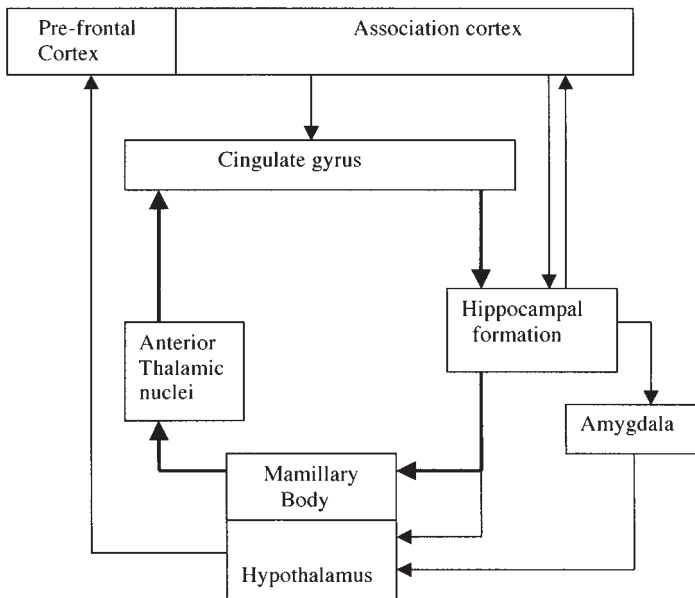 Pre-frontal
Cortex
Association cortex
Cingulate gyrus
Hippocampal
formation
Anterior
Thalamic
nuclei
Amygdala
Mamillary
Body
Hypothalamus